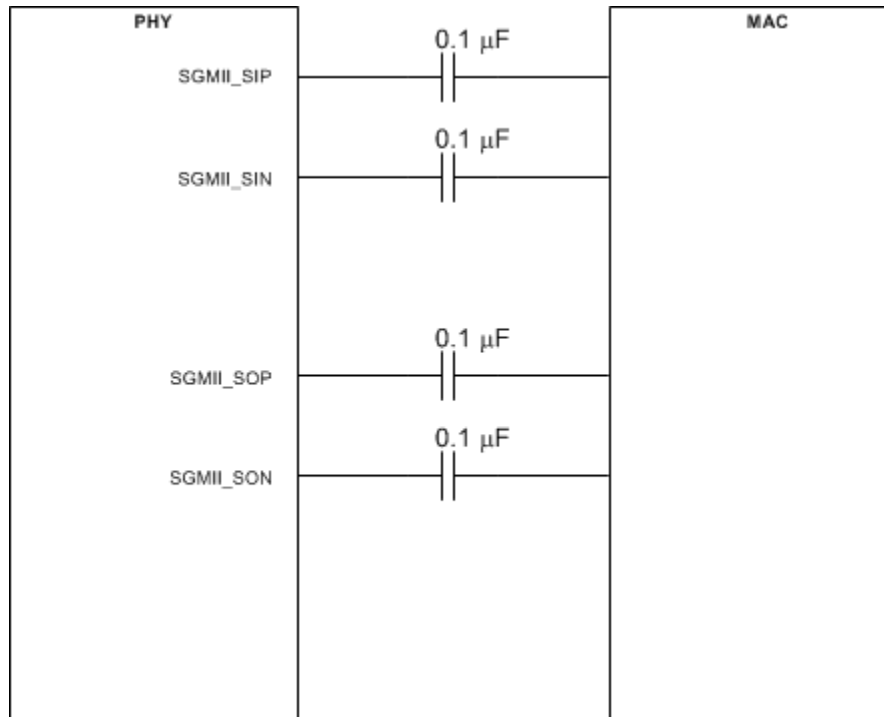 PHY
MAC
0.1 μF
SGMII_SIP
0.1 μF
SGMII_SIN
0.1 μF
SGMII_SOP
0.1 μF
SGMII_SON